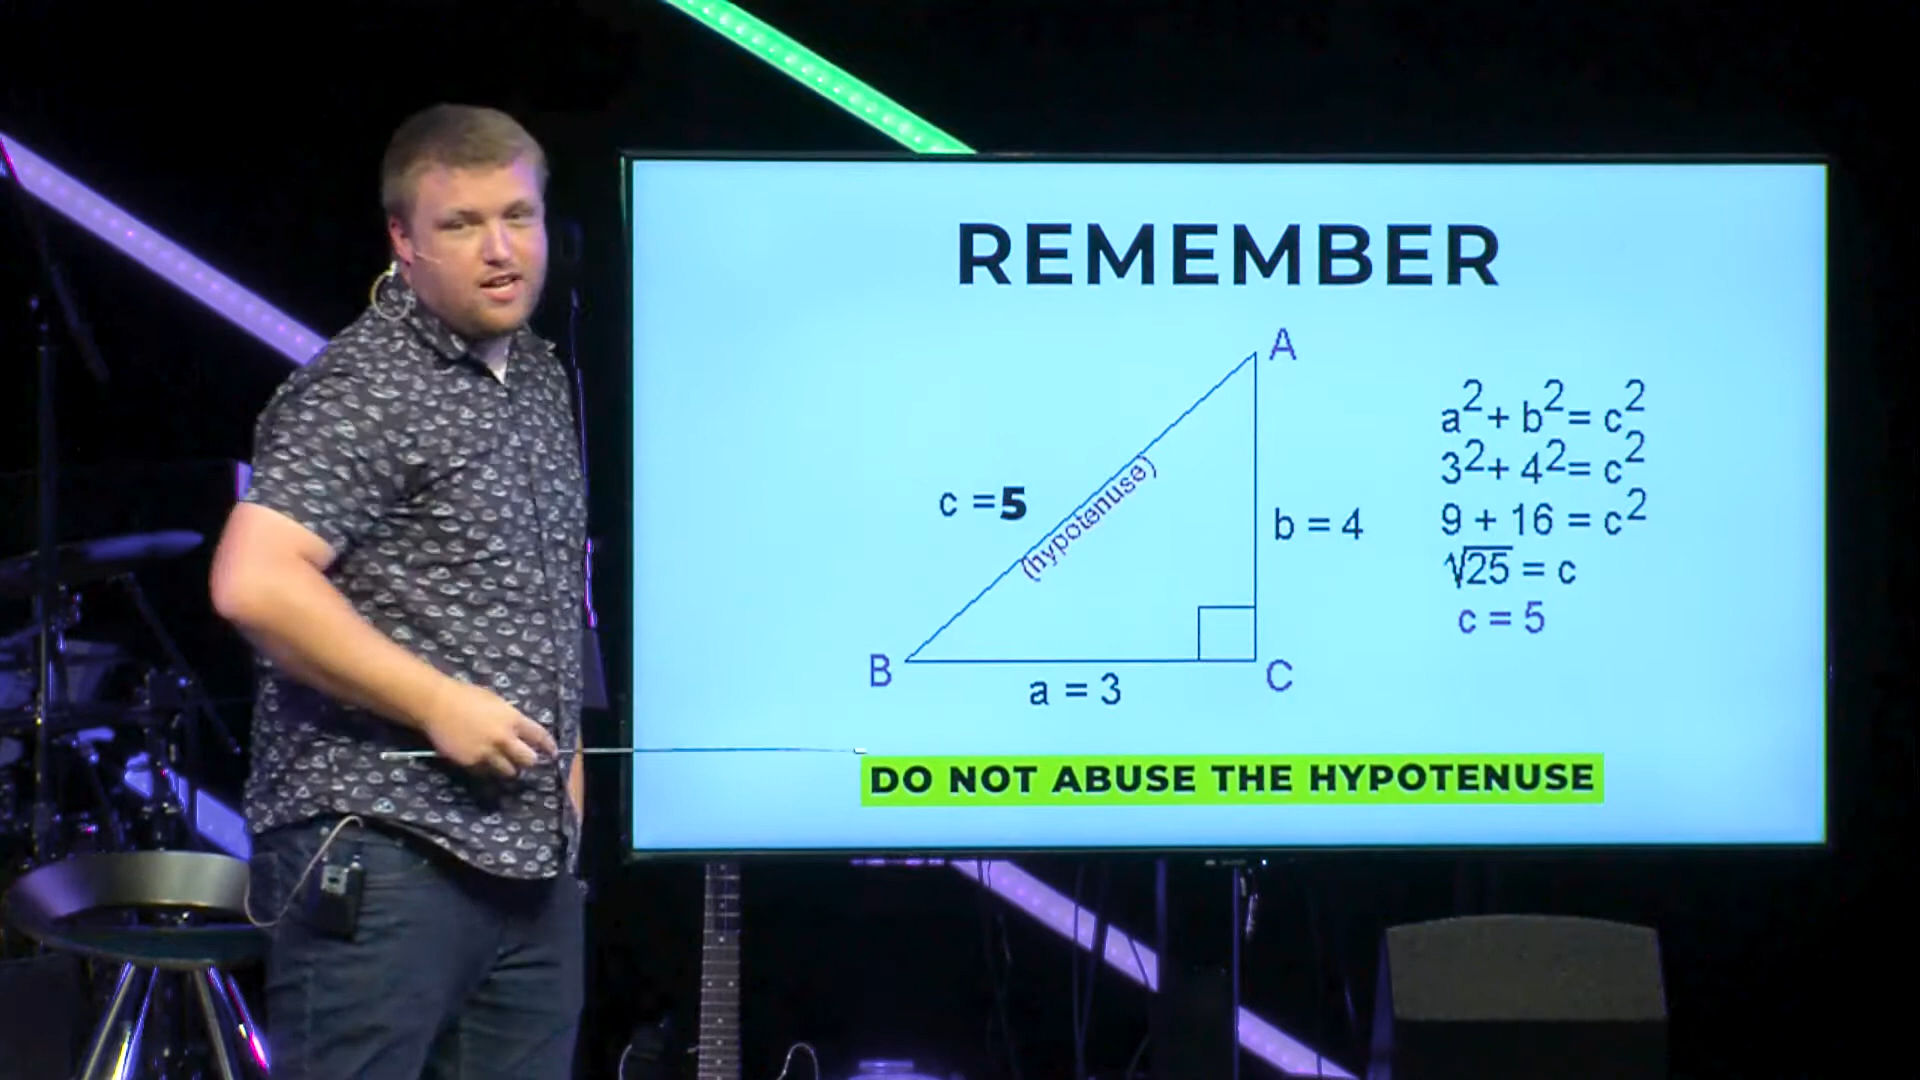 REMEMBER
A
a²+ b²= c²
3²+ 4²= c²
c =5
(hypotenuse)
b = 4
9 + 16 = c²
√25 = c
c = 5
B
C
a = 3
DO NOT ABUSE THE HYPOTENUSE